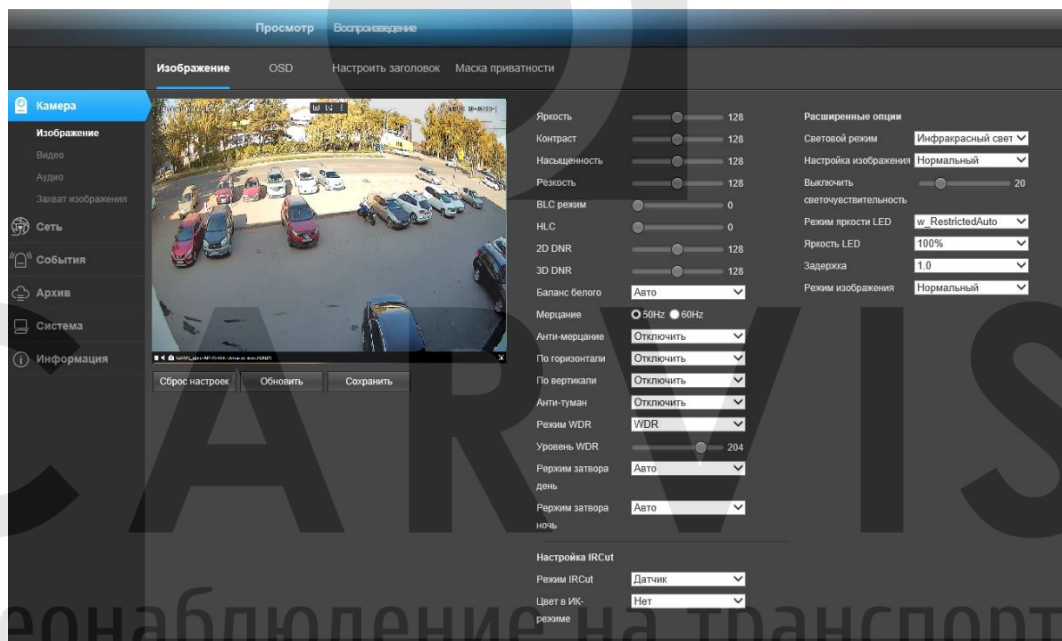 Просмотр Воспроизведение
Изображение OSD Настроить заголовок Маска приватности
Камера
Изображение
Видео
Аудио
Захват изображения
Сеть
События
Архив
Система
Информация
Сброс настроек Обновить Сохранить
Яркость 128
Контраст 128
Насыщенность 128
Резкость 128
BLC режим 0
HLC 0
2D DNR 128
3D DNR 128
Баланс белого Авто
Мерцание 50Hz 60Hz
Анти-мерцание Отключить
По горизонтали Отключить
По вертикали Отключить
Анти-туман Отключить
Режим WDR WDR
Уровень WDR 204
Рержим затвора день Авто
Рержим затвора ночь Авто
Настройка IRCut
Режим IRCut Датчик
Цвет в ИК-режиме Нет
Расширенные опции
Световой режим Инфракрасный свет
Настройка изображения Нормальный
Выключить светочувствительность 20
Режим яркости LED w_RestrictedAuto
Яркость LED 100%
Задержка 1.0
Режим изображения Нормальный
CARVIS
еонаблюдение на транспорт